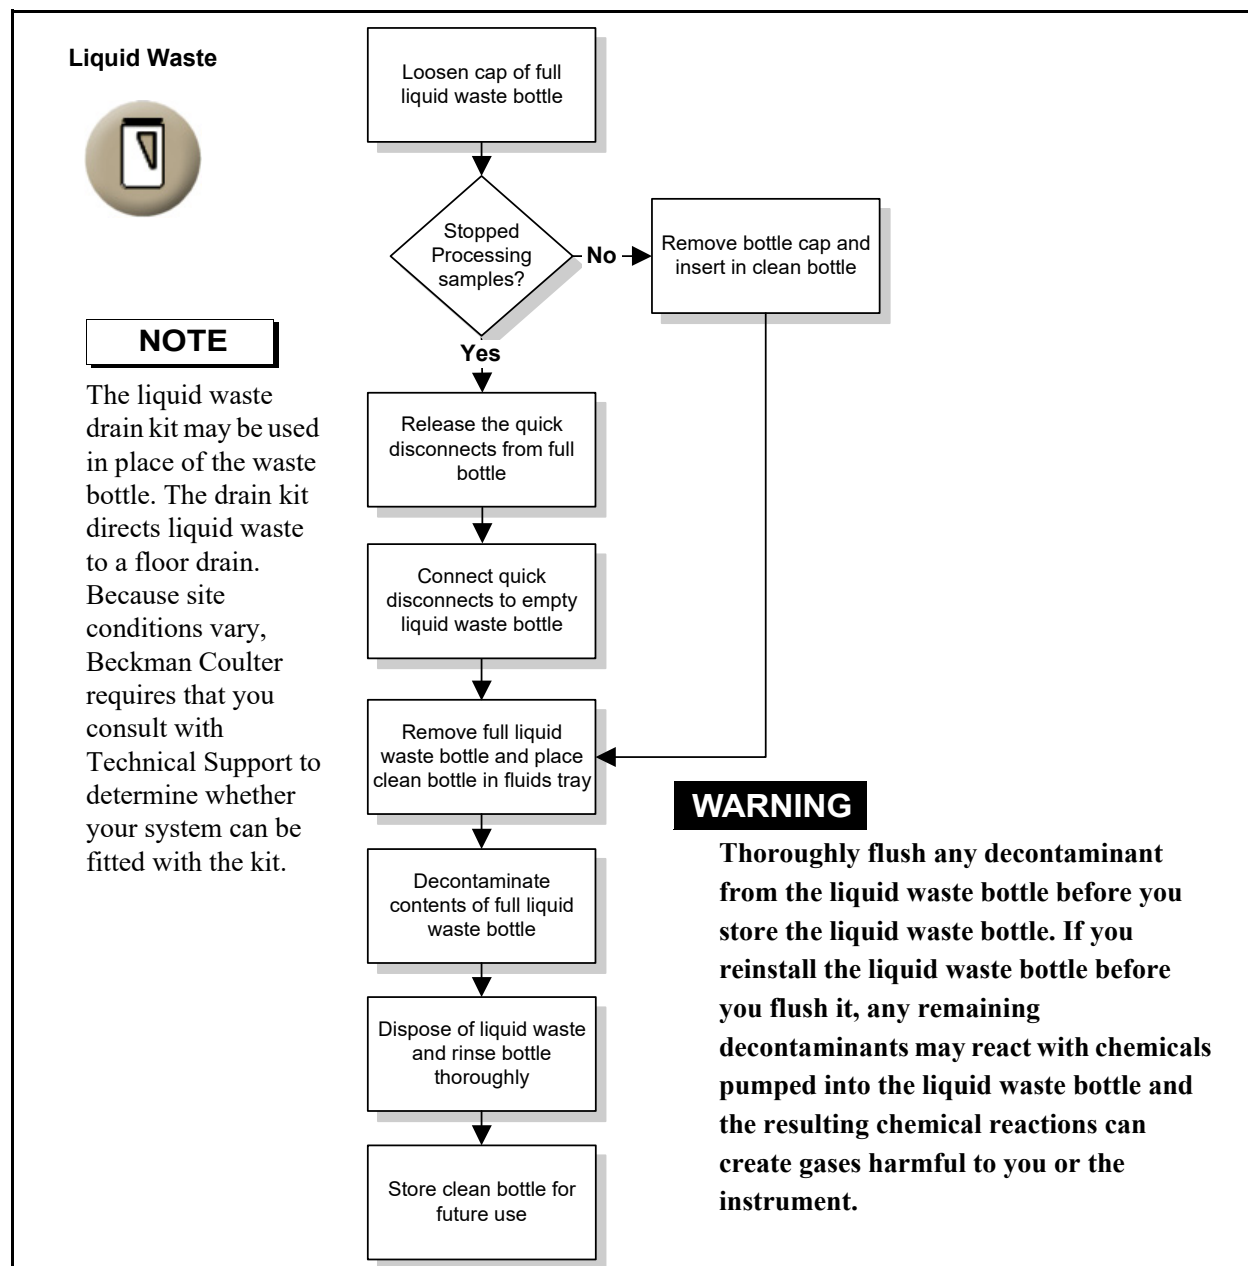 Liquid Waste
Loosen cap of full
liquid waste bottle
Stopped
Processing
samples?
No
Remove bottle cap and
insert in clean bottle
Yes
NOTE
The liquid waste
drain kit may be used
in place of the waste
bottle. The drain kit
directs liquid waste
to a floor drain.
Because site
conditions vary,
Beckman Coulter
requires that you
consult with
Technical Support to
determine whether
your system can be
fitted with the kit.
Release the quick
disconnects from full
bottle
Connect quick
disconnects to empty
liquid waste bottle
Remove full liquid
waste bottle and place
clean bottle in fluids tray
Decontaminate
contents of full liquid
waste bottle
Dispose of liquid waste
and rinse bottle
thoroughly
Store clean bottle for
future use
WARNING
Thoroughly flush any decontaminant
from the liquid waste bottle before you
store the liquid waste bottle. If you
reinstall the liquid waste bottle before
you flush it, any remaining
decontaminants may react with chemicals
pumped into the liquid waste bottle and
the resulting chemical reactions can
create gases harmful to you or the
instrument.